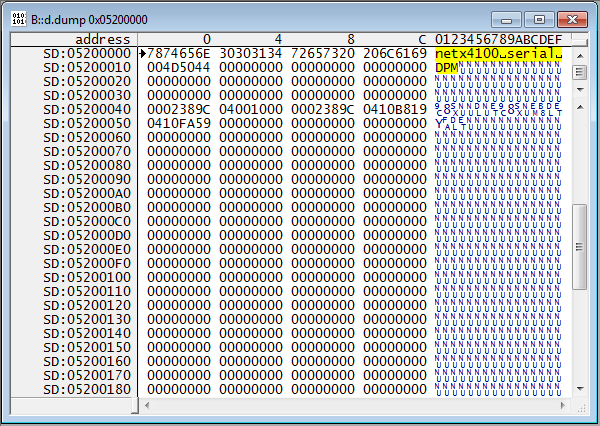 B::d.dump 0x05200000
address 0 4 8 C 0123456789ABCDEF
SD:05200000 7874656E 30303134 72657320 206C6169 netx4100␣serial␣
SD:05200010 004D5044 00000000 00000000 00000000 DPM
SD:05200020 00000000 00000000 00000000 00000000
SD:05200030 00000000 00000000 00000000 00000000
SD:05200040 0002389C 04001000 0002389C 0410B819
SD:05200050 0410FA59 00000000 00000000 00000000
SD:05200060 00000000 00000000 00000000 00000000
SD:05200070 00000000 00000000 00000000 00000000
SD:05200080 00000000 00000000 00000000 00000000
SD:05200090 00000000 00000000 00000000 00000000
SD:052000A0 00000000 00000000 00000000 00000000
SD:052000B0 00000000 00000000 00000000 00000000
SD:052000C0 00000000 00000000 00000000 00000000
SD:052000D0 00000000 00000000 00000000 00000000
SD:052000E0 00000000 00000000 00000000 00000000
SD:052000F0 00000000 00000000 00000000 00000000
SD:05200100 00000000 00000000 00000000 00000000
SD:05200110 00000000 00000000 00000000 00000000
SD:05200120 00000000 00000000 00000000 00000000
SD:05200130 00000000 00000000 00000000 00000000
SD:05200140 00000000 00000000 00000000 00000000
SD:05200150 00000000 00000000 00000000 00000000
SD:05200160 00000000 00000000 00000000 00000000
SD:05200170 00000000 00000000 00000000 00000000
SD:05200180 00000000 00000000 00000000 00000000